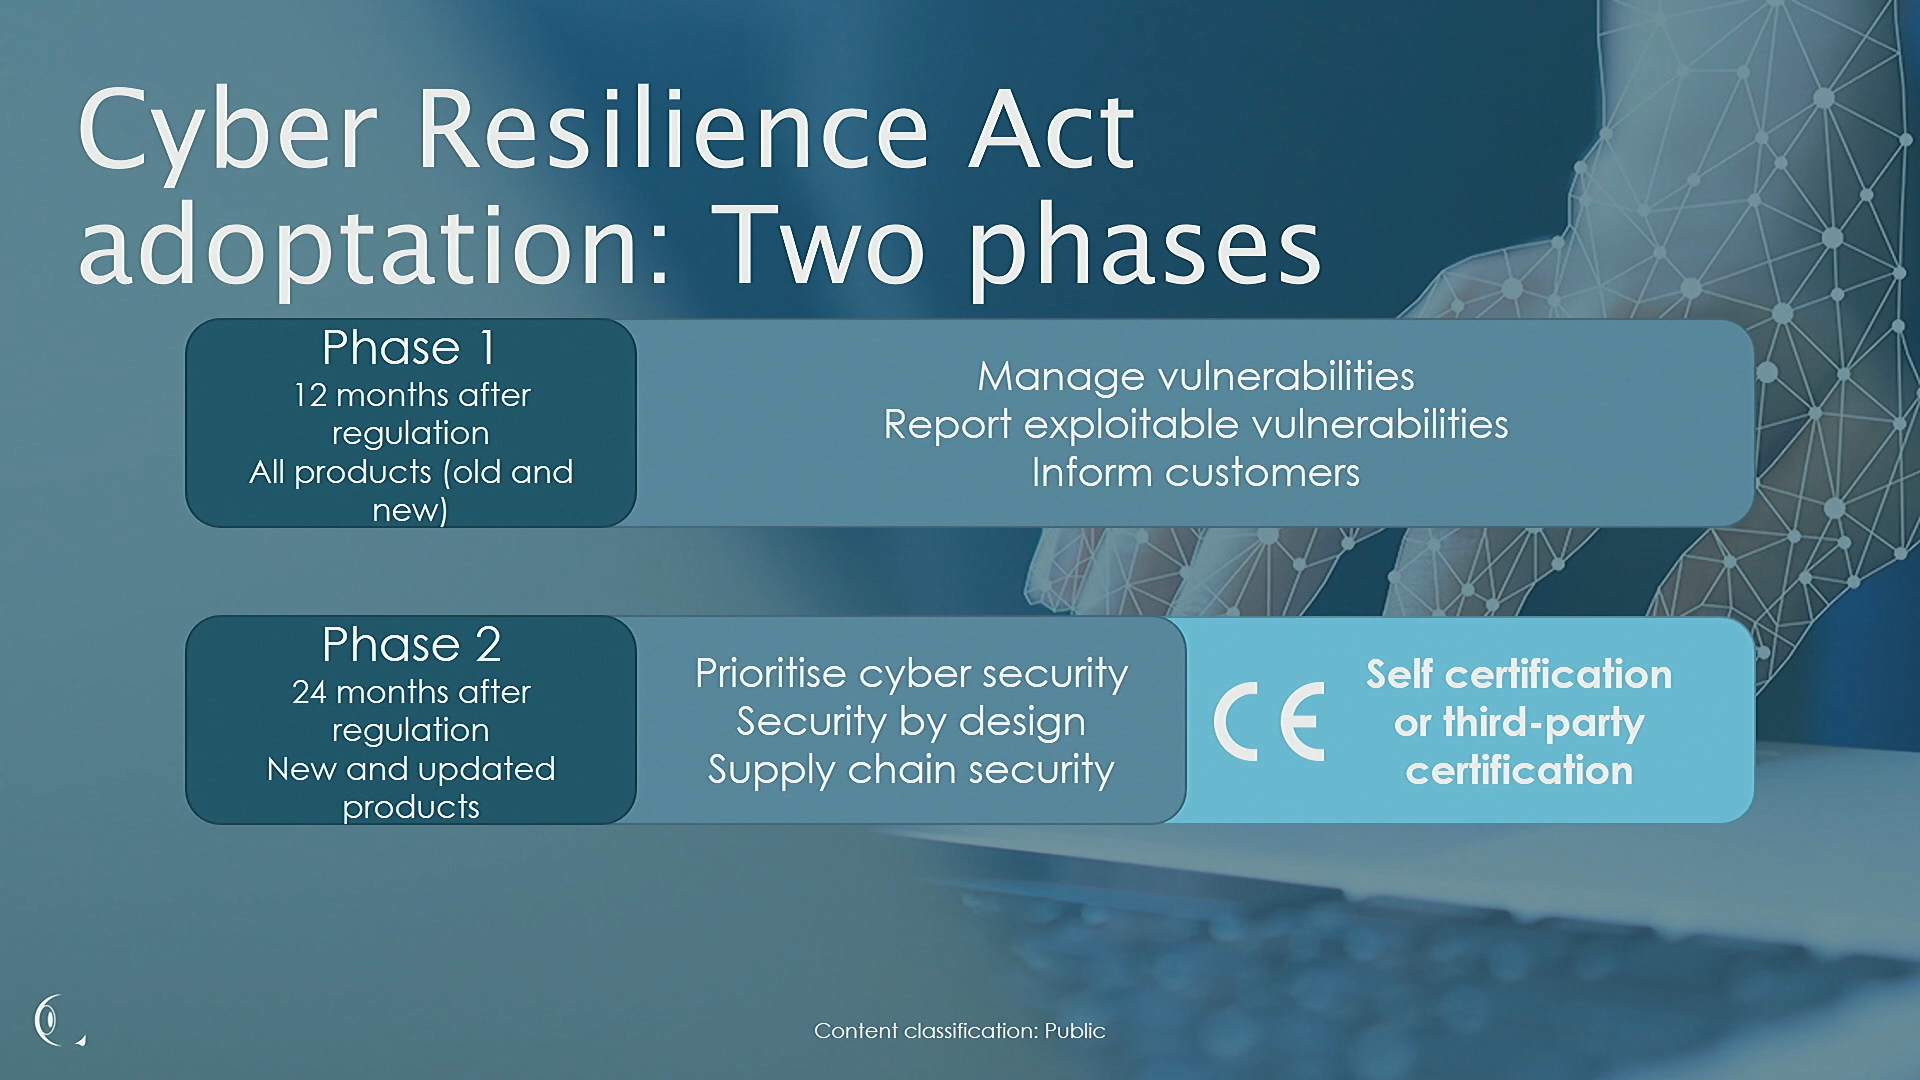 Cyber Resilience Act
adoptation: Two phases
Phase 1
12 months after
regulation
All products (old and
new)
Manage vulnerabilities
Report exploitable vulnerabilities
Inform customers
Phase 2
24 months after
regulation
New and updated
products
Prioritise cyber security
Security by design
Supply chain security
CE
Self certification
or third-party
certification
Content classification: Public